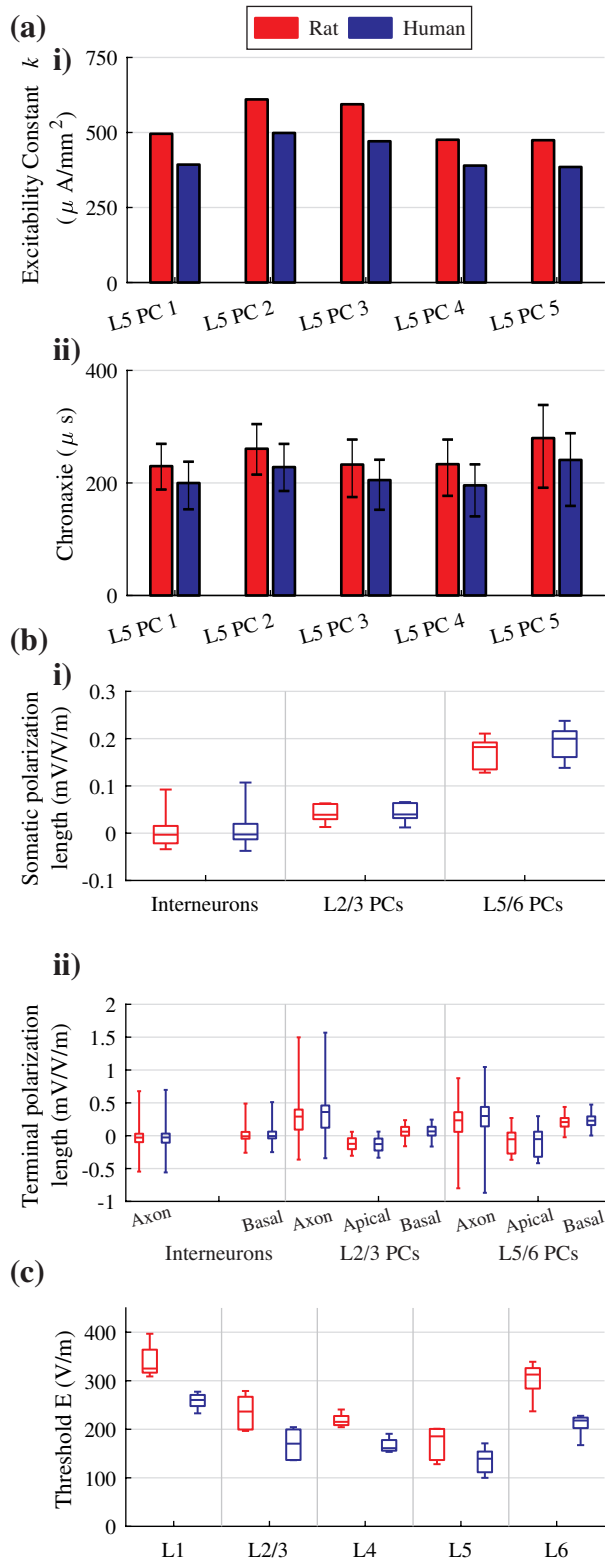 (a)
Rat
Human
i)
Excitability Constant k
( μ A/mm2)
750
500
250
0
L5 PC 1
L5 PC 2
L5 PC 3
L5 PC 4
L5 PC 5
ii)
Chronaxie ( μ s)
400
200
0
L5 PC 1
L5 PC 2
L5 PC 3
L5 PC 4
L5 PC 5
(b)
i)
Somatic polarization
length (mV/V/m)
0.3
0.2
0.1
0
-0.1
Interneurons
L2/3 PCs
L5/6 PCs
ii)
Terminal polarization
length (mV/V/m)
2
1.5
1
0.5
0
-0.5
-1
Axon
Basal
Axon
Apical
Basal
Axon
Apical
Basal
Interneurons
L2/3 PCs
L5/6 PCs
(c)
Threshold E (V/m)
400
300
200
100
0
L1
L2/3
L4
L5
L6